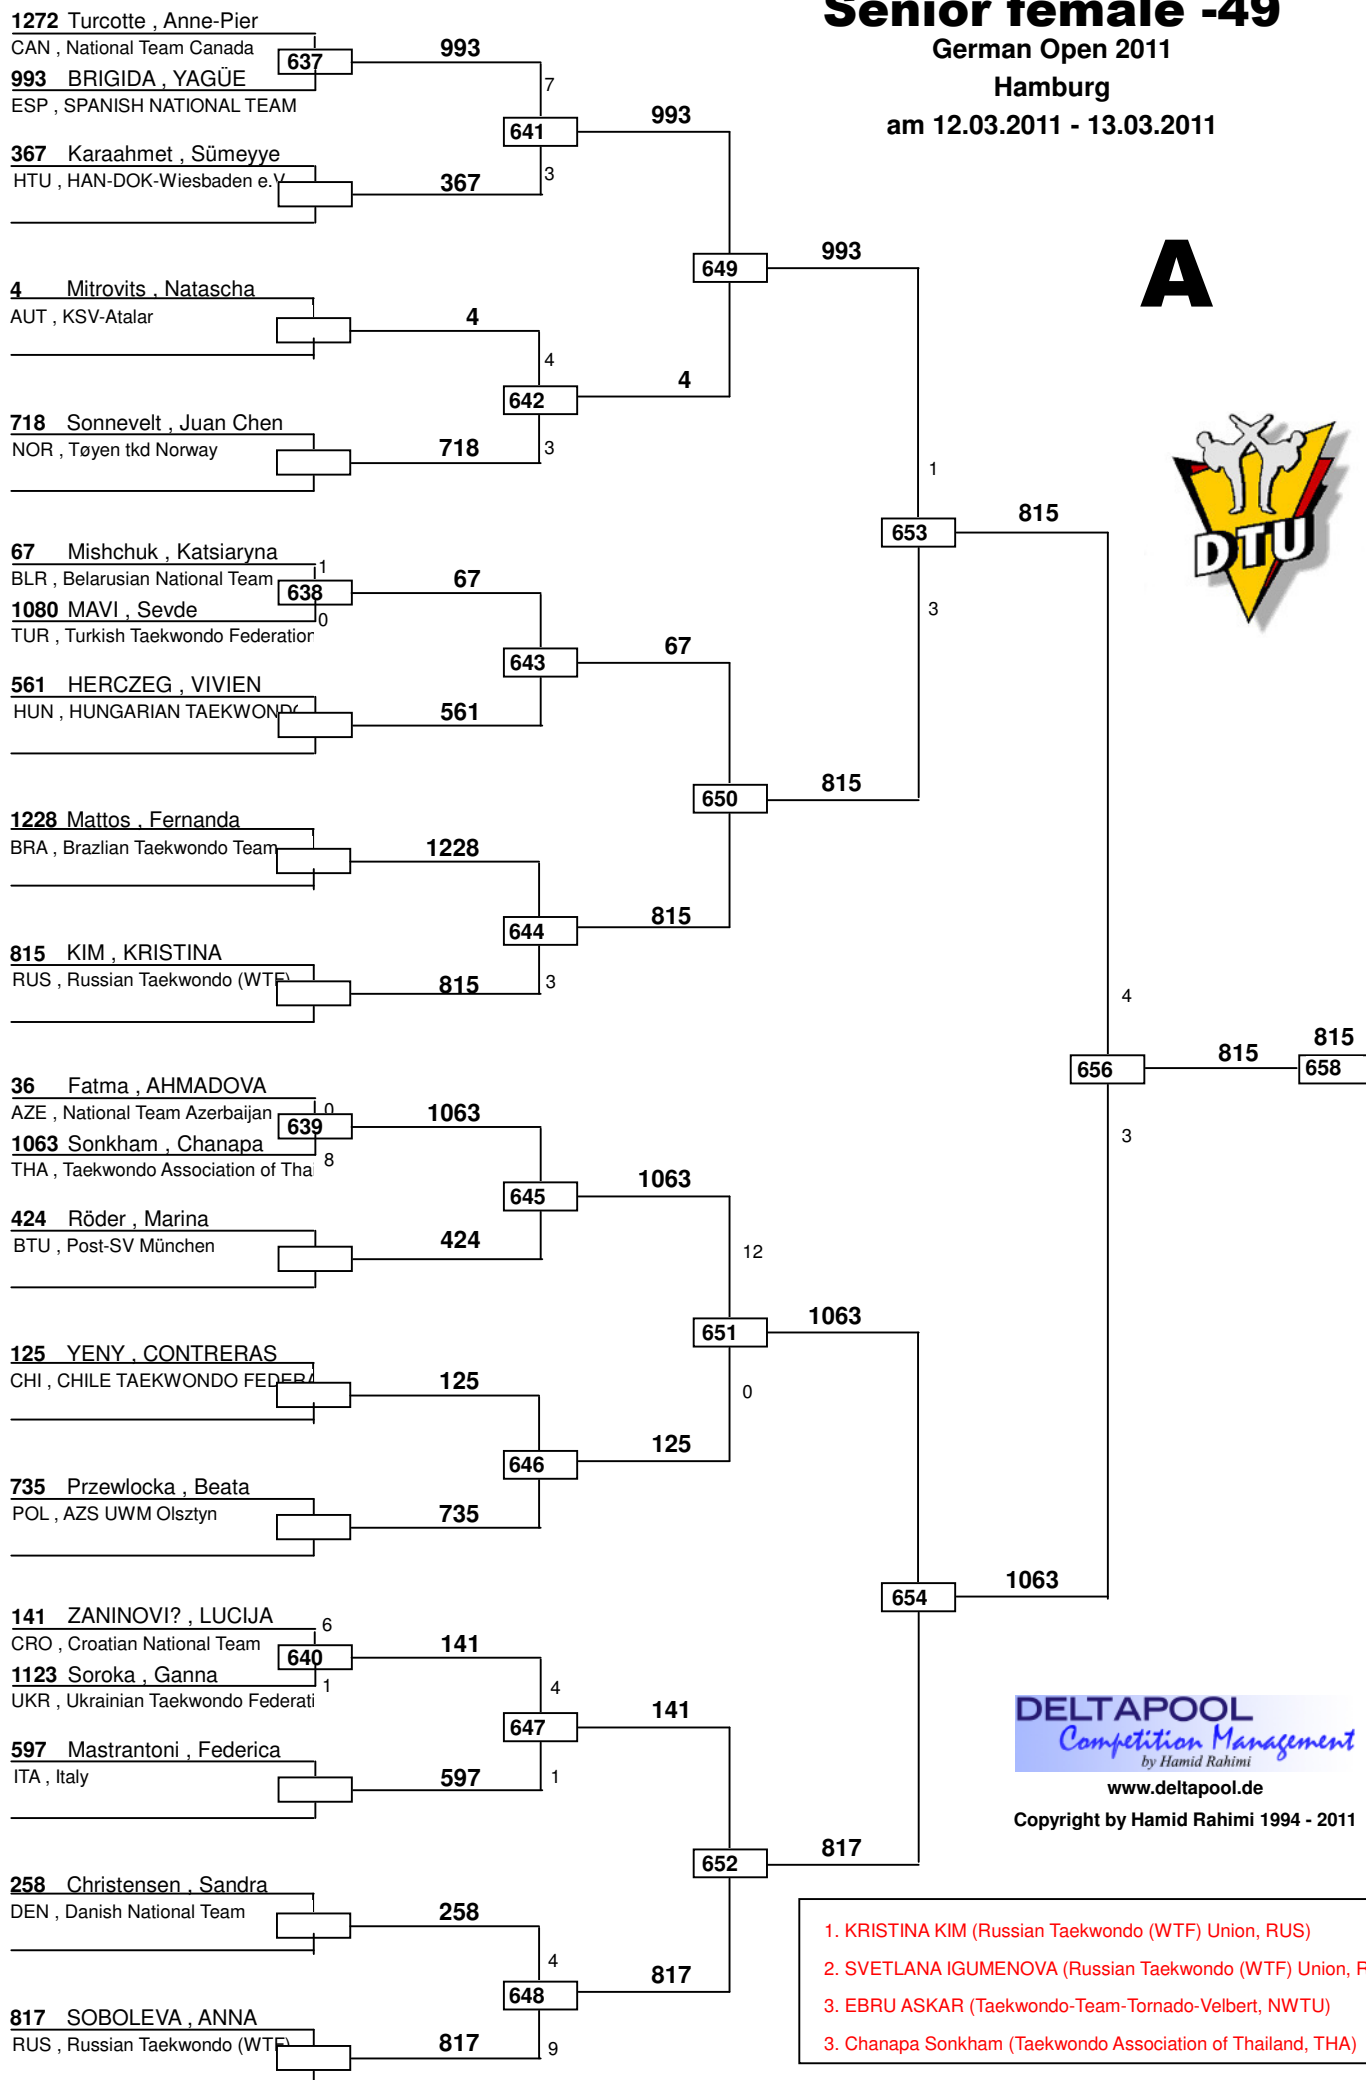 Senior female -49
German Open 2011
Hamburg
am 12.03.2011 - 13.03.2011
A
1272 Turcotte , Anne-Pier
CAN , National Team Canada
637
993
993 BRIGIDA , YAGÜE
ESP , SPANISH NATIONAL TEAM
7
641
993
367 Karaahmet , Sümeyye
HTU , HAN-DOK-Wiesbaden e.V
367
3
649
993
4 Mitrovits , Natascha
AUT , KSV-Atalar
4
4
642
4
718 Sonnevelt , Juan Chen
NOR , Tøyen tkd Norway
718
3
1
653
815
DTU
67 Mishchuk , Katsiaryna
1
BLR , Belarusian National Team
638
67
1080 MAVI , Sevde
0
TUR , Turkish Taekwondo Federation
3
643
67
561 HERCZEG , VIVIEN
HUN , HUNGARIAN TAEKWONDO
561
650
815
1228 Mattos , Fernanda
BRA , Brazlian Taekwondo Team
1228
644
815
815 KIM , KRISTINA
RUS , Russian Taekwondo (WTF)
815
3
4
656
815
815
658
3
36 Fatma , AHMADOVA
0
AZE , National Team Azerbaijan
639
1063
1063 Sonkham , Chanapa
8
THA , Taekwondo Association of Thai
645
1063
424 Röder , Marina
BTU , Post-SV München
424
12
651
1063
0
125 YENY , CONTRERAS
CHI , CHILE TAEKWONDO FEDERA
125
646
125
735 Przewlocka , Beata
POL , AZS UWM Olsztyn
735
654
1063
141 ZANINOVI? , LUCIJA
6
CRO , Croatian National Team
640
141
1123 Soroka , Ganna
1
UKR , Ukrainian Taekwondo Federati
4
647
141
597 Mastrantoni , Federica
ITA , Italy
597
1
652
817
258 Christensen , Sandra
DEN , Danish National Team
258
4
648
817
817 SOBOLEVA , ANNA
RUS , Russian Taekwondo (WTF)
817
9
DELTAPOOL
Competition Management
by Hamid Rahimi
www.deltapool.de
Copyright by Hamid Rahimi 1994 - 2011
1. KRISTINA KIM (Russian Taekwondo (WTF) Union, RUS)
2. SVETLANA IGUMENOVA (Russian Taekwondo (WTF) Union, R
3. EBRU ASKAR (Taekwondo-Team-Tornado-Velbert, NWTU)
3. Chanapa Sonkham (Taekwondo Association of Thailand, THA)